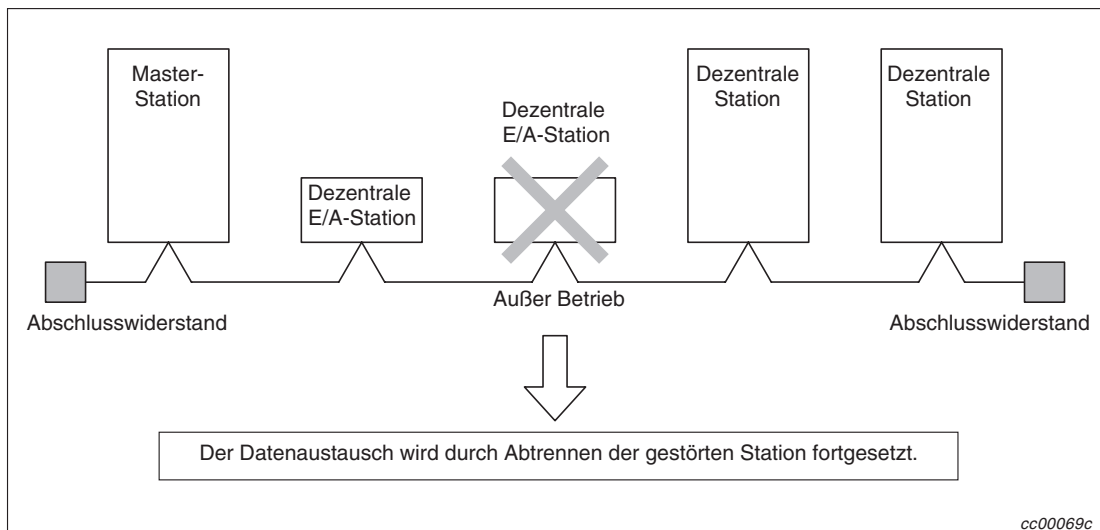 Master-
Station
Dezentrale
E/A-Station
Dezentrale
E/A-Station
Dezentrale
Station
Dezentrale
Station
Außer Betrieb
Abschlusswiderstand
Abschlusswiderstand
Der Datenaustausch wird durch Abtrennen der gestörten Station fortgesetzt.
cc00069c